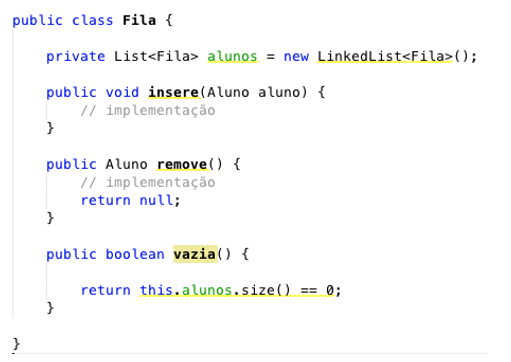 public class Fila {
private List<Fila> alunos = new LinkedList<Fila>();
public void insere(Aluno aluno) {
// implementação
}
public Aluno remove() {
// implementação
return null;
}
public boolean vazia() {
return this.alunos.size() == 0;
}
}